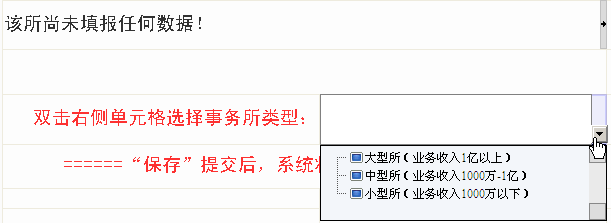 该所尚未填报任何数据！
双击右侧单元格选择事务所类型：
======“保存”提交后，系统
大型所（业务收入1亿以上）
中型所（业务收入1000万-1亿）
小型所（业务收入1000万以下）